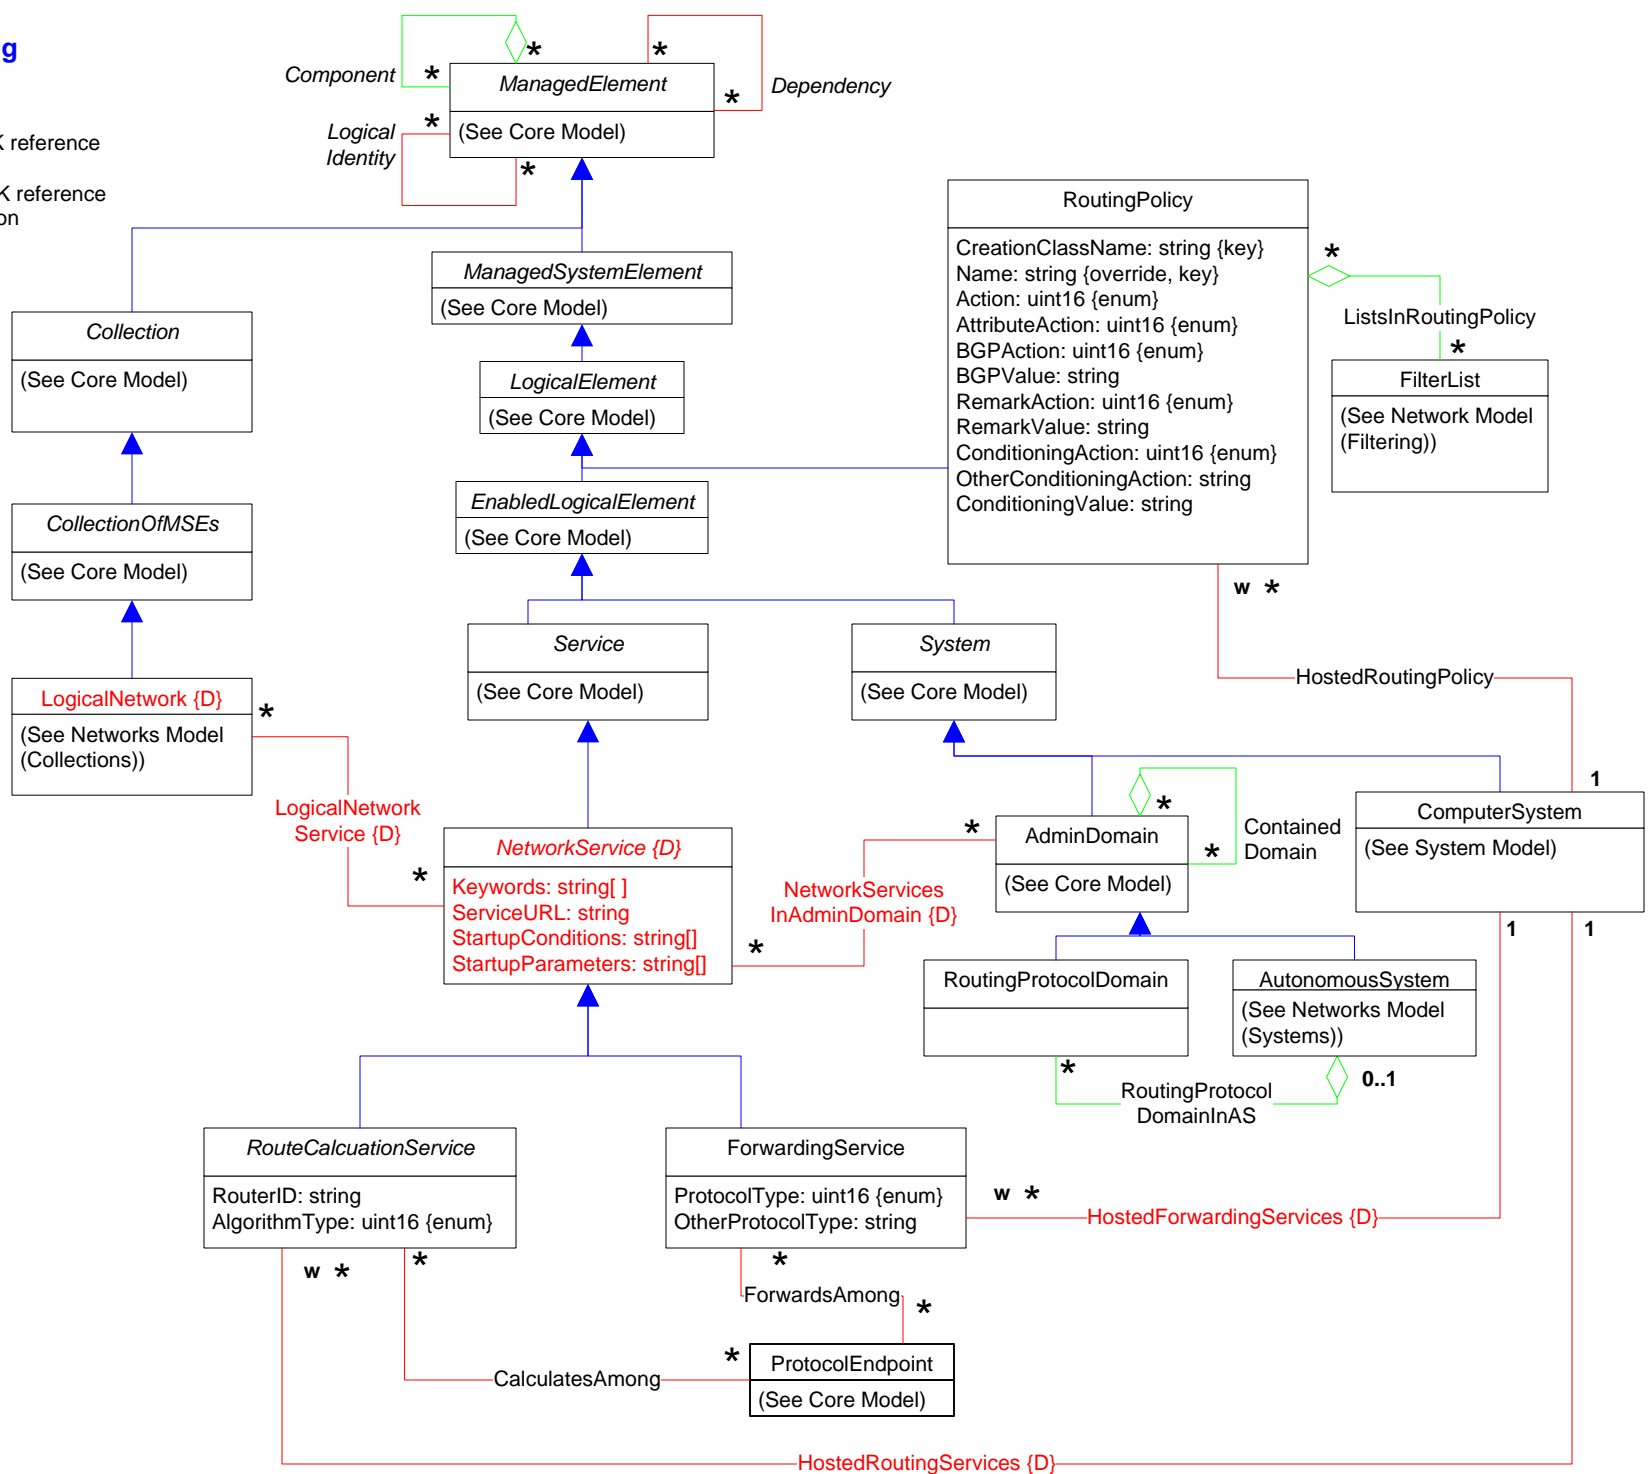 g
K reference
K reference
on
Component
*
*
*
*
Dependency
ManagedElement
(See Core Model)
Logical
Identity
*
*
RoutingPolicy
CreationClassName: string {key}
Name: string {override, key}
Action: uint16 {enum}
AttributeAction: uint16 {enum}
BGPAction: uint16 {enum}
BGPValue: string
RemarkAction: uint16 {enum}
RemarkValue: string
ConditioningAction: uint16 {enum}
OtherConditioningAction: string
ConditioningValue: string
*
ListsInRoutingPolicy
*
FilterList
(See Network Model
(Filtering))
ManagedSystemElement
(See Core Model)
Collection
(See Core Model)
LogicalElement
(See Core Model)
EnabledLogicalElement
(See Core Model)
CollectionOfMSEs
(See Core Model)
w *
HostedRoutingPolicy
1
Service
(See Core Model)
System
(See Core Model)
LogicalNetwork {D}
(See Networks Model
(Collections))
*
LogicalNetwork
Service {D}
*
NetworkService {D}
Keywords: string[ ]
ServiceURL: string
StartupConditions: string[]
StartupParameters: string[]
*
NetworkServices
InAdminDomain {D}
*
AdminDomain
(See Core Model)
*
*
Contained
Domain
ComputerSystem
(See System Model)
1
1
RoutingProtocolDomain
AutonomousSystem
(See Networks Model
(Systems))
*
RoutingProtocol
DomainInAS
0..1
RouteCalcuationService
RouterID: string
AlgorithmType: uint16 {enum}
ForwardingService
ProtocolType: uint16 {enum}
OtherProtocolType: string
w *
HostedForwardingServices {D}
w *
*
*
ForwardsAmong
*
*
CalculatesAmong
ProtocolEndpoint
(See Core Model)
HostedRoutingServices {D}